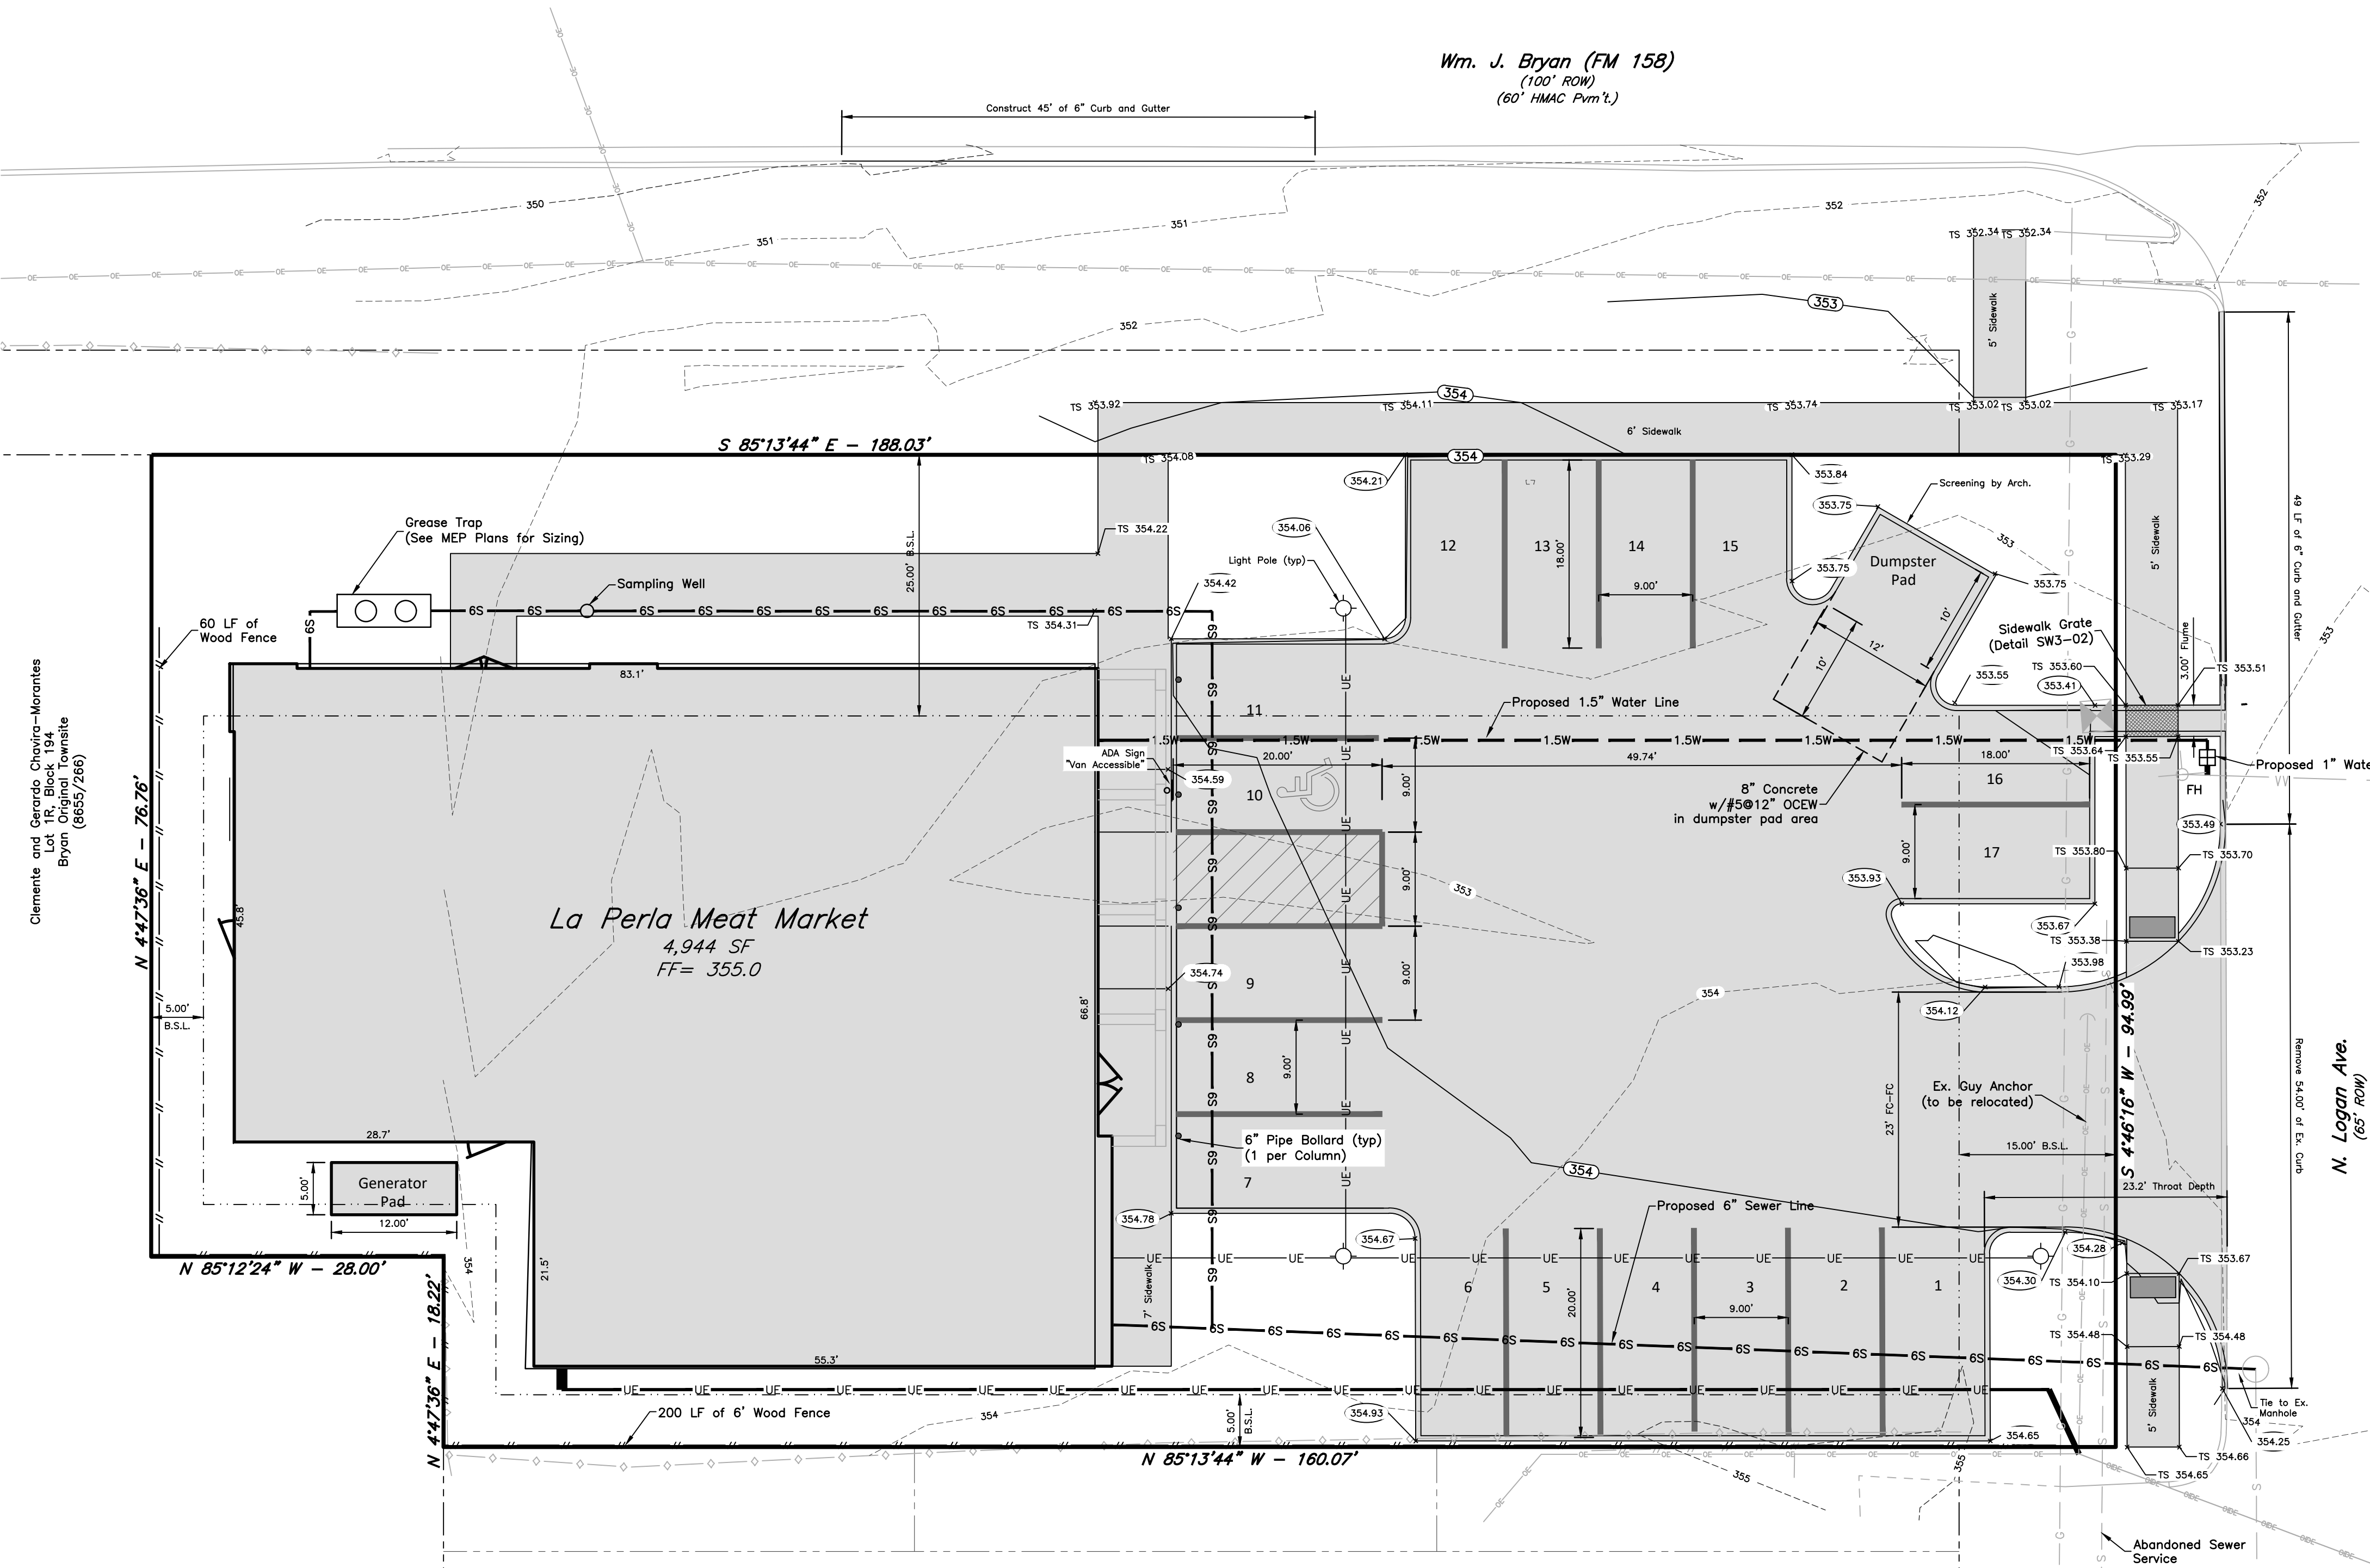 Wm. J. Bryan (FM 158)
(100' ROW)
(60' HMAC Pvm't.)
Construct 45' of 6" Curb and Gutter
350
351
351
352
352
352
TS 352.34
TS 352.34
353
5' Sidewalk
354
TS 353.92
TS 354.11
TS 353.74
TS 353.02
TS 353.02
TS 353.17
6' Sidewalk
S 85°13'44" E - 188.03'
TS 354.08
354
TS 353.29
354.21
353.84
Screening by Arch.
353.75
Grease Trap
(See MEP Plans for Sizing)
TS 354.22
354.06
25.00' B.S.L.
12
13
14
15
18.00'
9.00'
353
Dumpster
Pad
5' Sidewalk
49 LF of 6" Curb and Gutter
Light Pole (typ)
353.75
353.75
Sampling Well
354.42
6S
TS 354.31
60 LF of
Wood Fence
10'
12'
10'
Sidewalk Grate
(Detail SW3-02)
3.00' Flume
TS 353.60
TS 353.51
353.41
353.55
353
83.1'
11
Proposed 1.5" Water Line
1.5W
ADA Sign
"Van Accessible"
20.00'
49.74'
18.00'
TS 353.64
TS 353.55
Proposed 1" Wate
354.59
10
9.00'
16
8" Concrete
w/#5@12" OCEW
in dumpster pad area
FH
353.49
Clemente and Gerardo Chavira-Morantes
Lot 1R, Block 194
Bryan Original Townsite
(8655/266)
N 4°47'36" E - 76.76'
9.00'
9.00'
17
TS 353.80
TS 353.70
353.93
353
45.8'
La Perla Meat Market
4,944 SF
FF= 355.0
353.67
TS 353.38
TS 353.23
354.74
9
9.00'
353.98
354
354.12
5.00'
B.S.L.
66.8'
8
9.00'
23' FC-FC
Ex. Guy Anchor
(to be relocated)
S 4°46'16" W - 94.99'
Remove 54.00' of Ex. Curb
N. Logan Ave.
(65' ROW)
28.7'
6" Pipe Bollard (typ)
(1 per Column)
15.00' B.S.L.
354
7
23.2' Throat Depth
Generator
Pad
5.00'
12.00'
Proposed 6" Sewer Line
354.78
354.67
354.28
TS 353.67
N 85°12'24" W - 28.00'
354
21.5'
UE
7' Sidewalk
6
5
4
3
2
1
20.00'
9.00'
354.30
TS 354.10
N 4°47'36" E - 18.22'
6S
TS 354.48
TS 354.48
55.3'
UE
5' Sidewalk
Tie to Ex.
Manhole
354
354.25
200 LF of 6' Wood Fence
354
5.00'
B.S.L.
354.93
354.65
N 85°13'44" W - 160.07'
TS 354.66
TS 354.65
355
355
Abandoned Sewer
Service